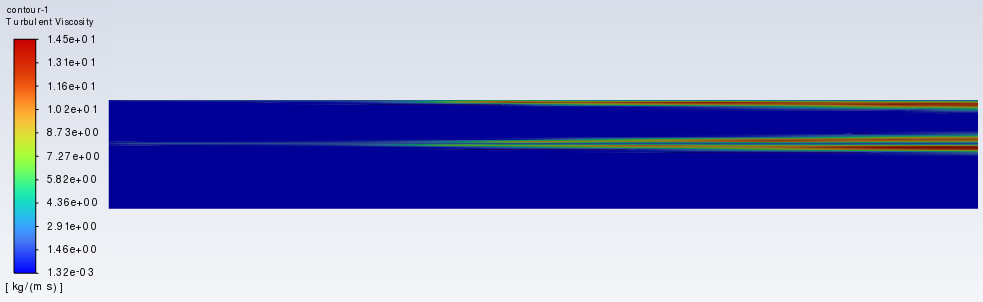 contour-1
Turbulent Viscosity
1.45e+01
1.31e+01
1.16e+01
1.02e+01
8.73e+00
7.27e+00
5.82e+00
4.36e+00
2.91e+00
1.46e+00
1.32e-03
[ kg/(m s) ]